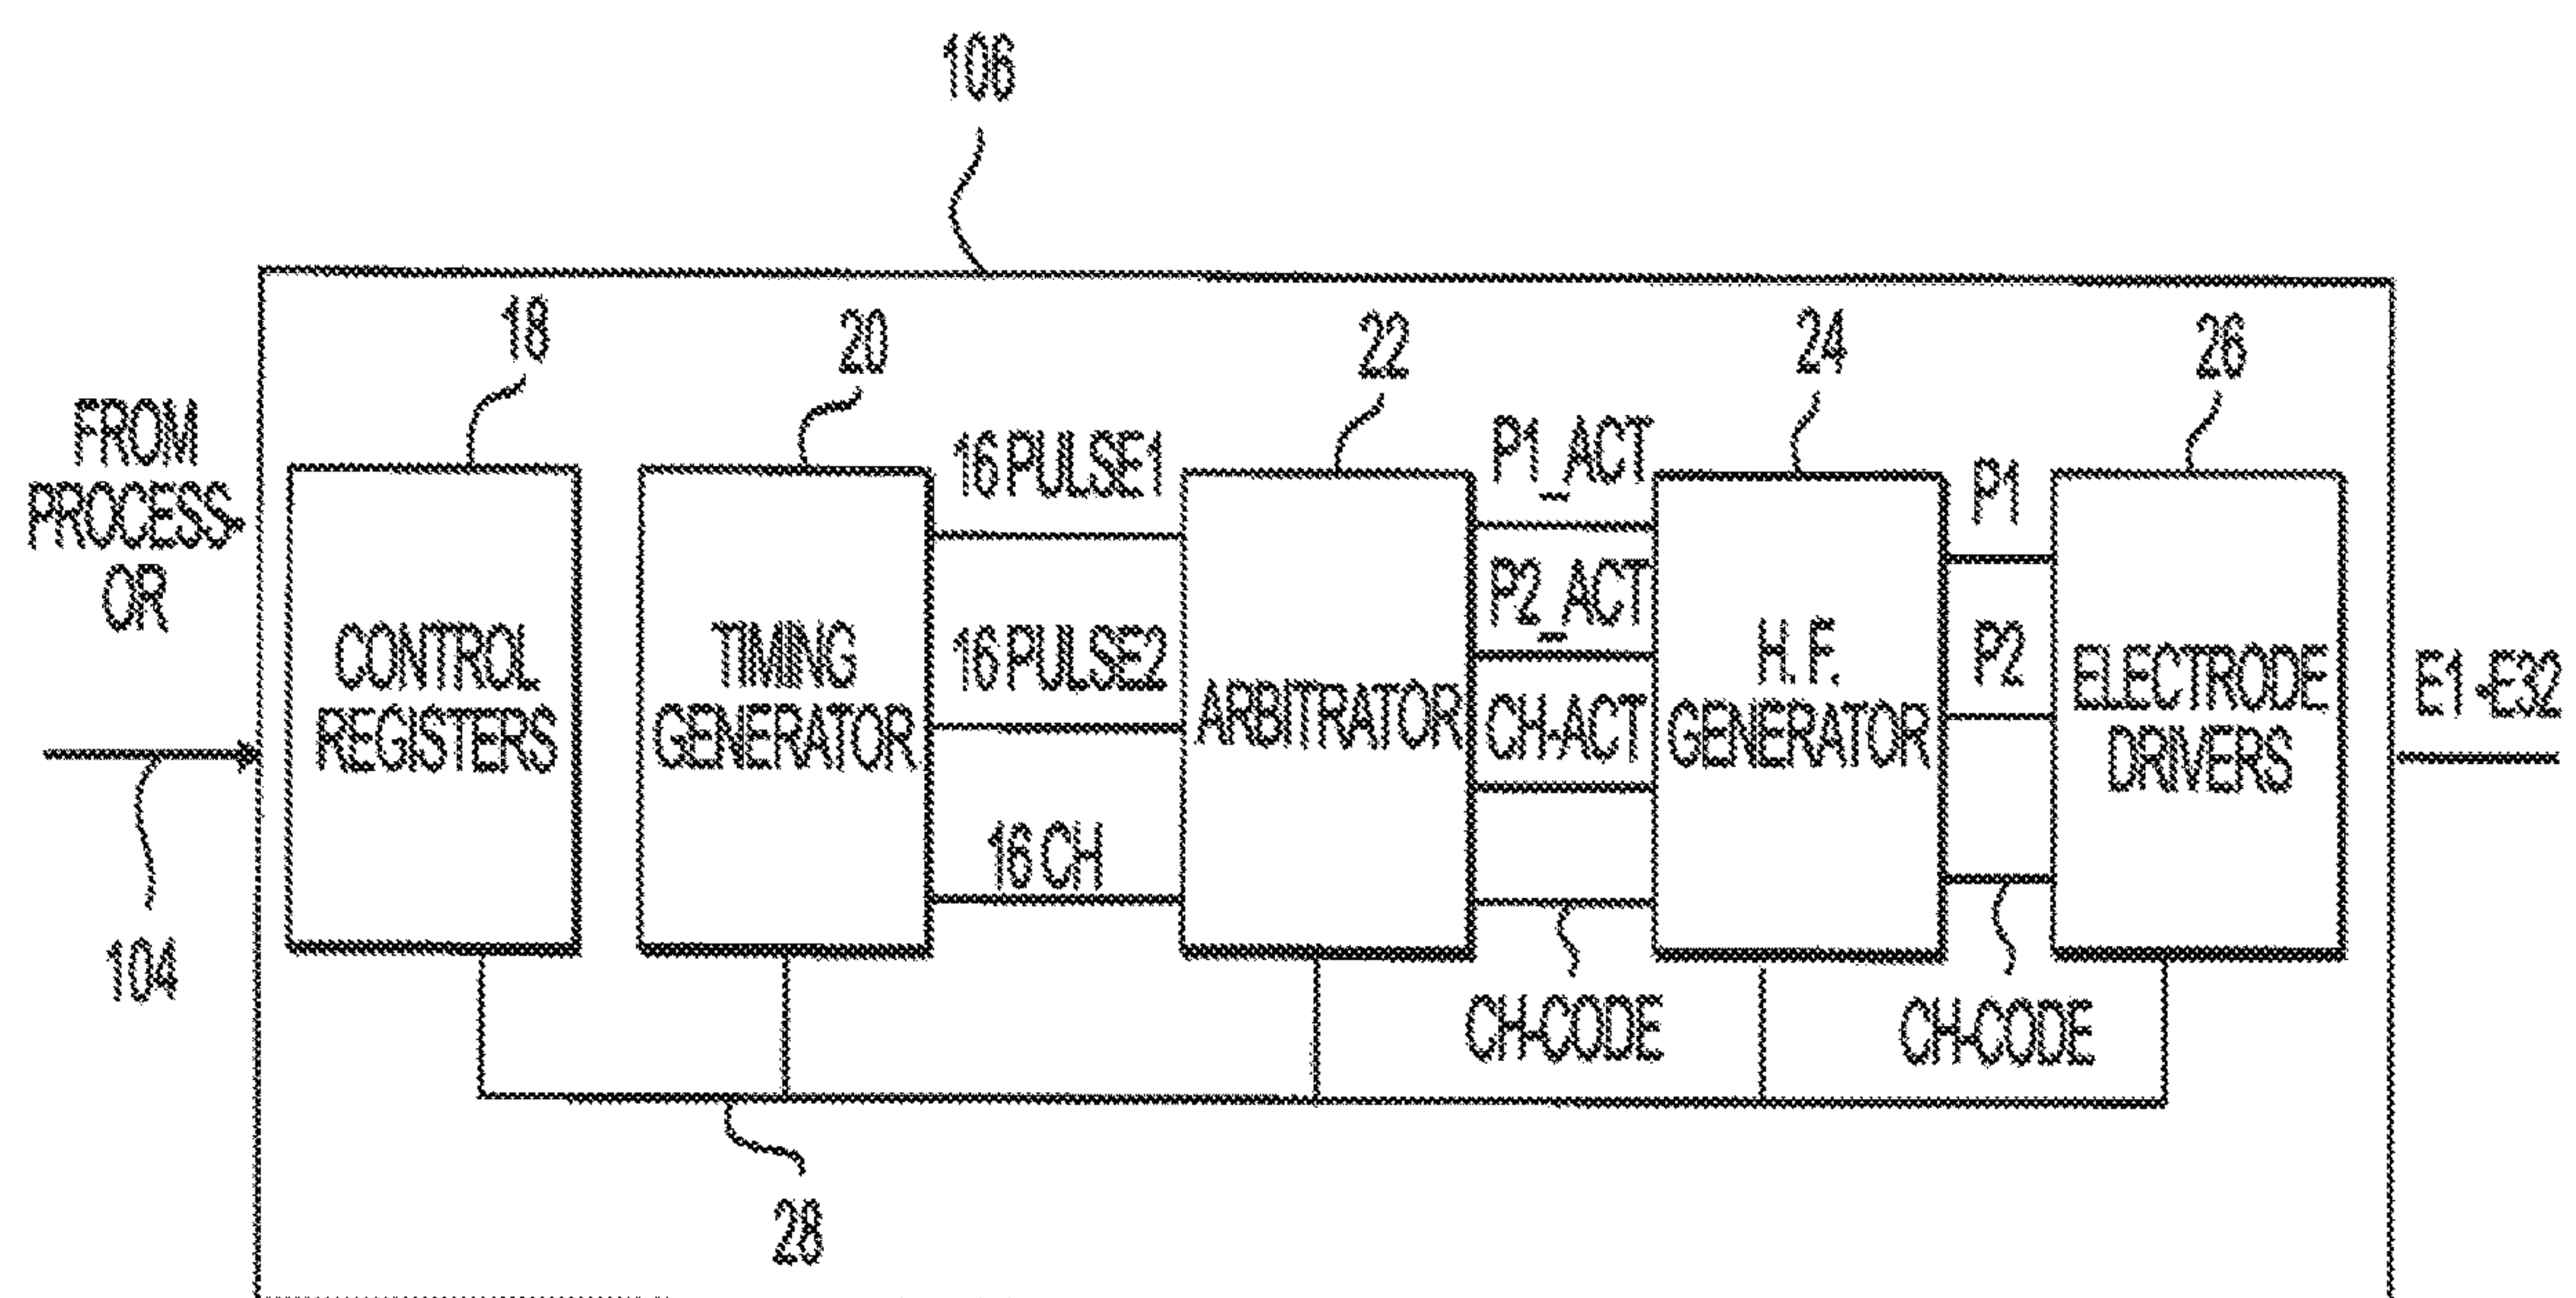 106
18
20
22
24
26
FROM
PROCESS-
OR
104
CONTROL
REGISTERS
TIMING
GENERATOR
16 PULSE1
16 PULSE2
16 CH
ARBITRATOR
P1_ACT
P2_ACT
CH-ACT
CH-CODE
H. F.
GENERATOR
P1
P2
CH-CODE
ELECTRODE
DRIVERS
E1-E32
28